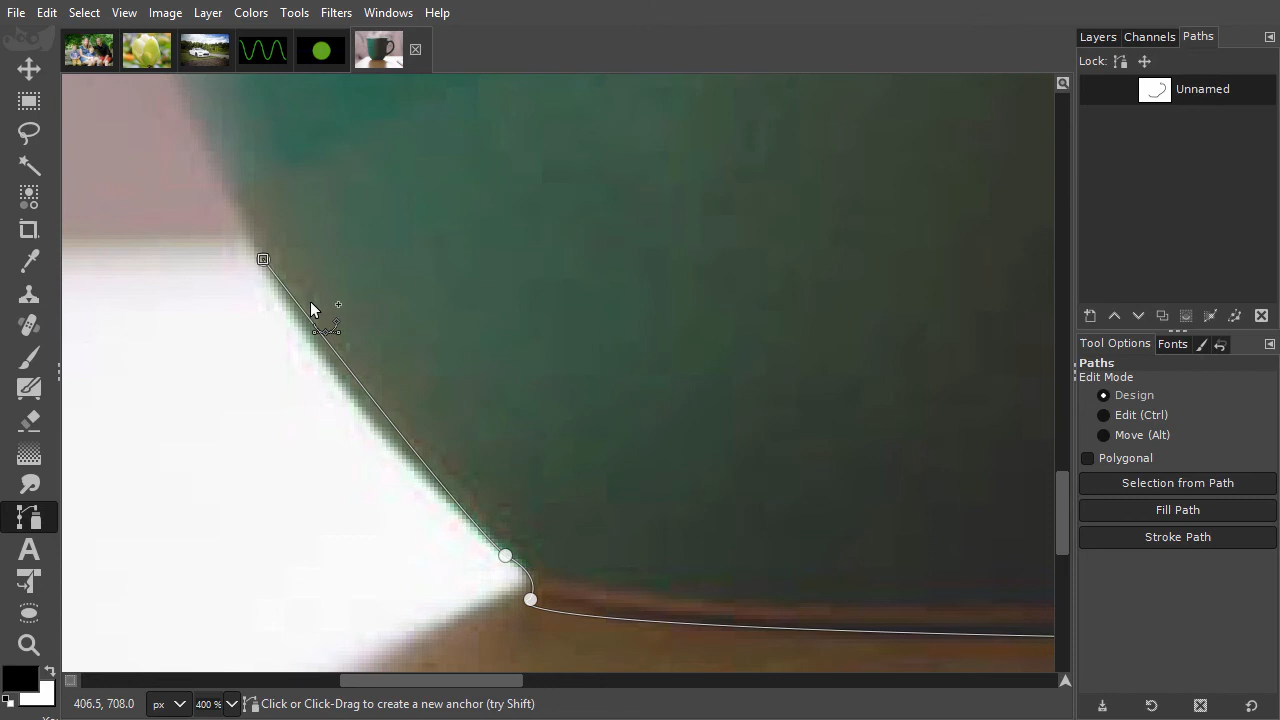 File Edit Select View Image Layer Colors Tools Filters Windows Help
Layers Channels Paths
Lock:
Unnamed
Tool Options Fonts
Paths
Edit Mode
Design
Edit (Ctrl)
Move (Alt)
Polygonal
Selection from Path
Fill Path
Stroke Path
406.5, 708.0 px 400 % Click or Click-Drag to create a new anchor (try Shift)